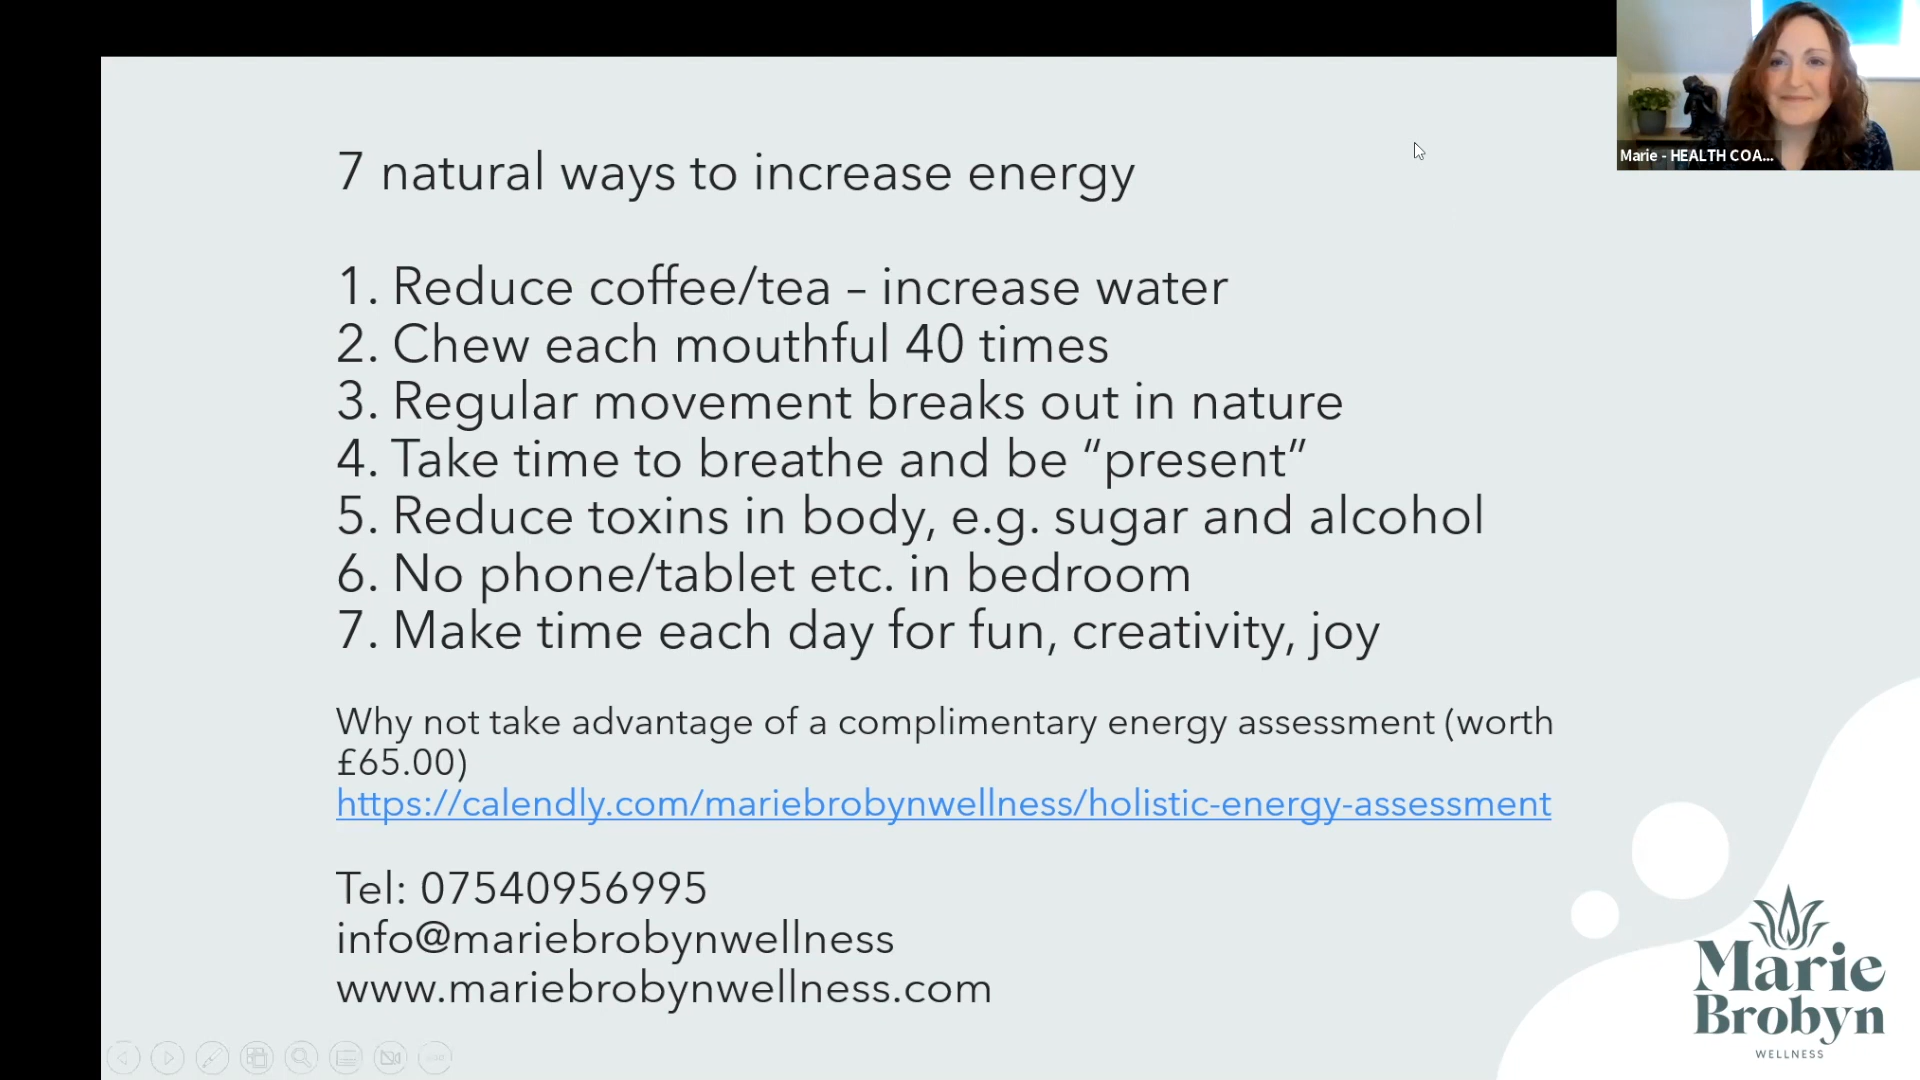 7 natural ways to increase energy
1. Reduce coffee/tea – increase water
2. Chew each mouthful 40 times
3. Regular movement breaks out in nature
4. Take time to breathe and be “present”
5. Reduce toxins in body, e.g. sugar and alcohol
6. No phone/tablet etc. in bedroom
7. Make time each day for fun, creativity, joy
Why not take advantage of a complimentary energy assessment (worth
£65.00)
https://calendly.com/mariebrobynwellness/holistic-energy-assessment
Tel: 07540956995
info@mariebrobynwellness
www.mariebrobynwellness.com
Marie - HEALTH COA...
Marie
Brobyn
WELLNESS